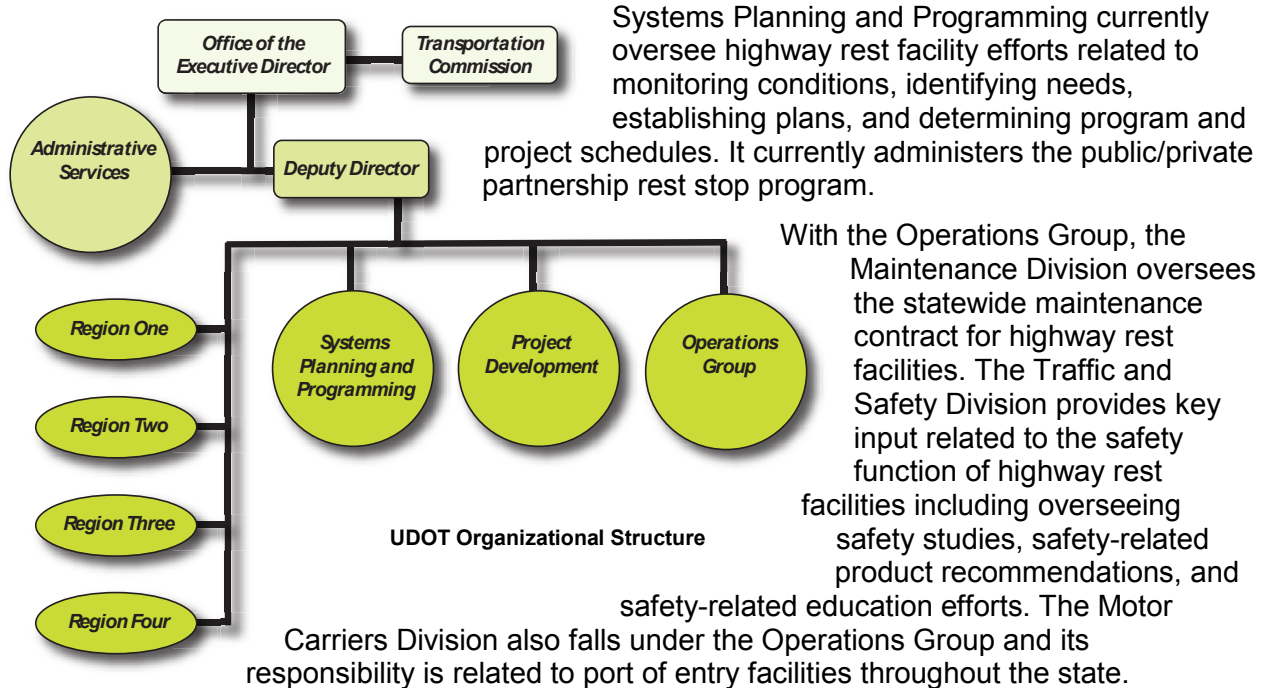 Office of the
Executive Director
Transportation
Commission
Administrative
Services
Deputy Director
Region One
Region Two
Region Three
Region Four
Systems
Planning and
Programming
Project
Development
Operations
Group
UDOT Organizational Structure
Systems Planning and Programming currently
oversee highway rest facility efforts related to
monitoring conditions, identifying needs,
establishing plans, and determining program and
project schedules. It currently administers the public/private
partnership rest stop program.
With the Operations Group, the
Maintenance Division oversees
the statewide maintenance
contract for highway rest
facilities. The Traffic and
Safety Division provides key
input related to the safety
function of highway rest
facilities including overseeing
safety studies, safety-related
product recommendations, and
safety-related education efforts. The Motor
Carriers Division also falls under the Operations Group and its
responsibility is related to port of entry facilities throughout the state.